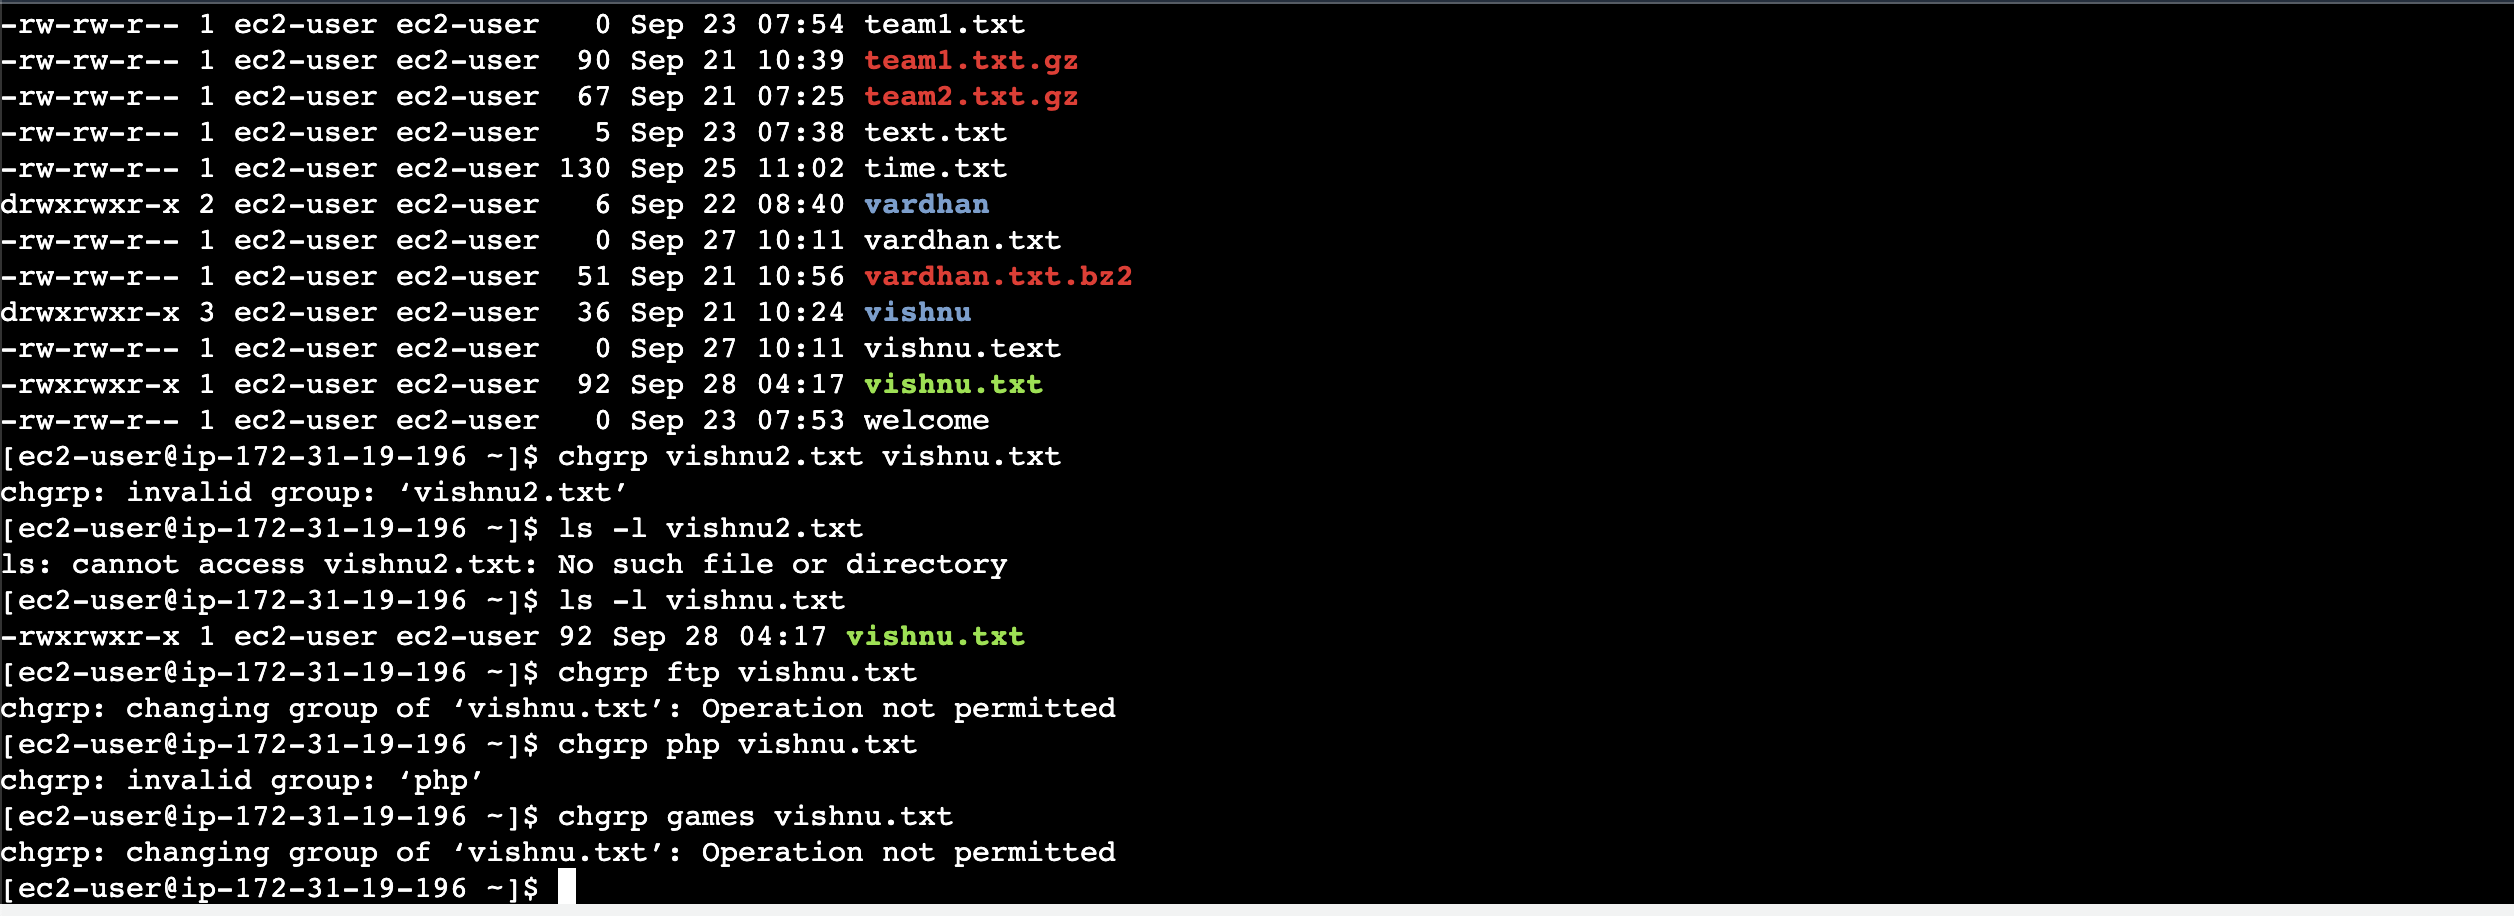 -rw-rw-r-- 1 ec2-user ec2-user   0 Sep 23 07:54 team1.txt
-rw-rw-r-- 1 ec2-user ec2-user  90 Sep 21 10:39 team1.txt.gz
-rw-rw-r-- 1 ec2-user ec2-user  67 Sep 21 07:25 team2.txt.gz
-rw-rw-r-- 1 ec2-user ec2-user   5 Sep 23 07:38 text.txt
-rw-rw-r-- 1 ec2-user ec2-user 130 Sep 25 11:02 time.txt
drwxrwxr-x 2 ec2-user ec2-user   6 Sep 22 08:40 vardhan
-rw-rw-r-- 1 ec2-user ec2-user   0 Sep 27 10:11 vardhan.txt
-rw-rw-r-- 1 ec2-user ec2-user  51 Sep 21 10:56 vardhan.txt.bz2
drwxrwxr-x 3 ec2-user ec2-user  36 Sep 21 10:24 vishnu
-rw-rw-r-- 1 ec2-user ec2-user   0 Sep 27 10:11 vishnu.text
-rwxrwxr-x 1 ec2-user ec2-user  92 Sep 28 04:17 vishnu.txt
-rw-rw-r-- 1 ec2-user ec2-user   0 Sep 23 07:53 welcome
[ec2-user@ip-172-31-19-196 ~]$ chgrp vishnu2.txt vishnu.txt
chgrp: invalid group: ‘vishnu2.txt’
[ec2-user@ip-172-31-19-196 ~]$ ls -l vishnu2.txt
ls: cannot access vishnu2.txt: No such file or directory
[ec2-user@ip-172-31-19-196 ~]$ ls -l vishnu.txt
-rwxrwxr-x 1 ec2-user ec2-user 92 Sep 28 04:17 vishnu.txt
[ec2-user@ip-172-31-19-196 ~]$ chgrp ftp vishnu.txt
chgrp: changing group of ‘vishnu.txt’: Operation not permitted
[ec2-user@ip-172-31-19-196 ~]$ chgrp php vishnu.txt
chgrp: invalid group: ‘php’
[ec2-user@ip-172-31-19-196 ~]$ chgrp games vishnu.txt
chgrp: changing group of ‘vishnu.txt’: Operation not permitted
[ec2-user@ip-172-31-19-196 ~]$